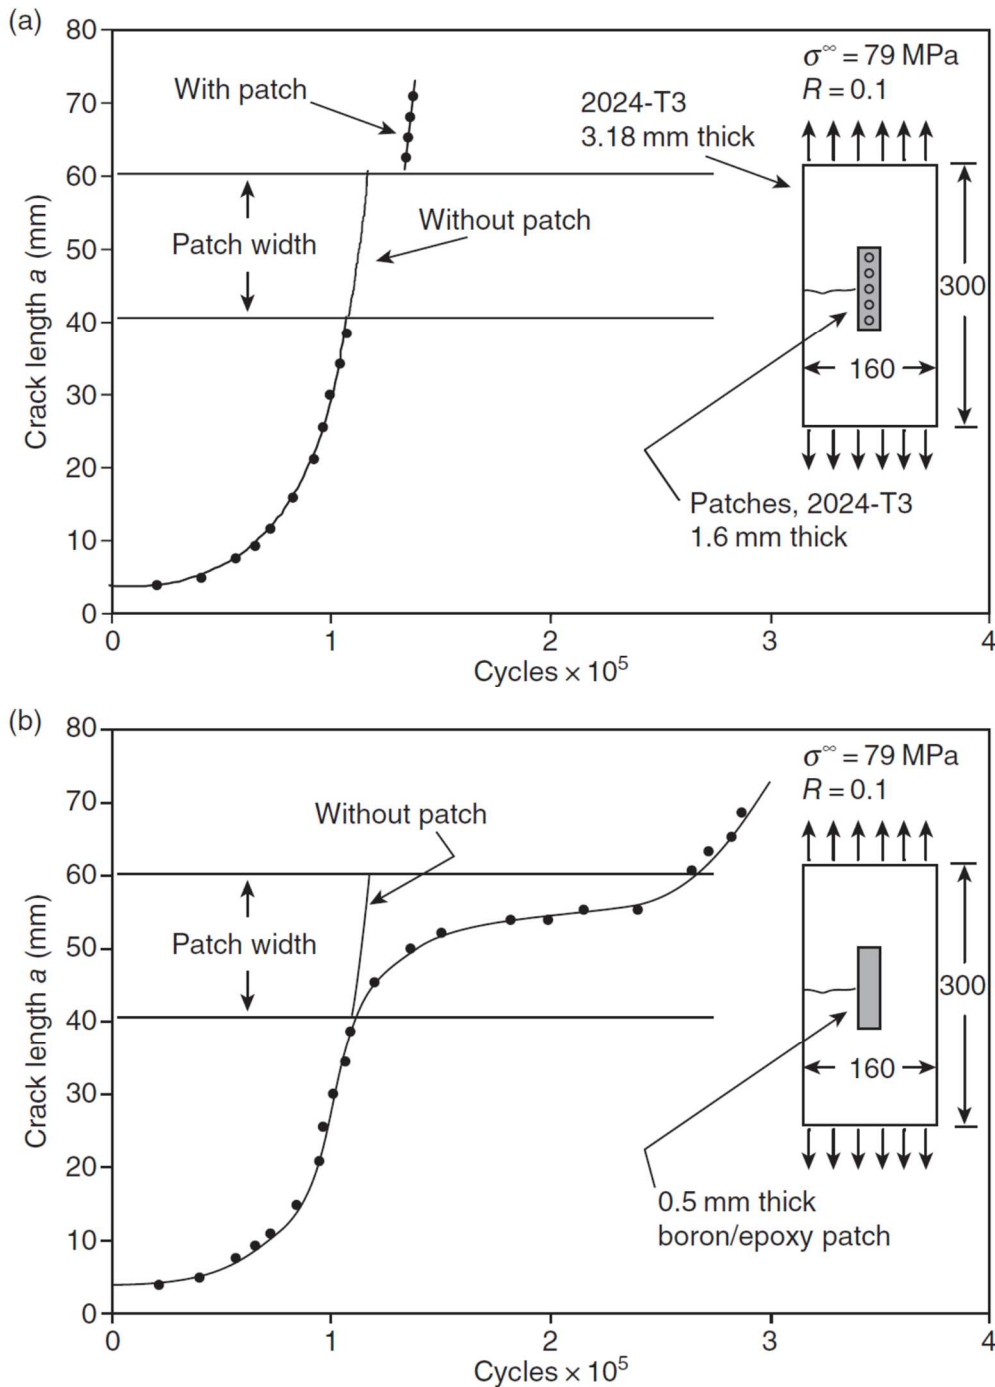 (a)
80
70
60
50
40
30
20
10
0
Crack length a (mm)
With patch
Patch width
Without patch
2024-T3
3.18 mm thick
σ∞ = 79 MPa
R = 0.1
300
160
Patches, 2024-T3
1.6 mm thick
0
1
2
3
4
Cycles × 10⁵
(b)
80
70
60
50
40
30
20
10
0
Crack length a (mm)
Without patch
Patch width
σ∞ = 79 MPa
R = 0.1
300
160
0.5 mm thick
boron/epoxy patch
0
1
2
3
4
Cycles × 10⁵